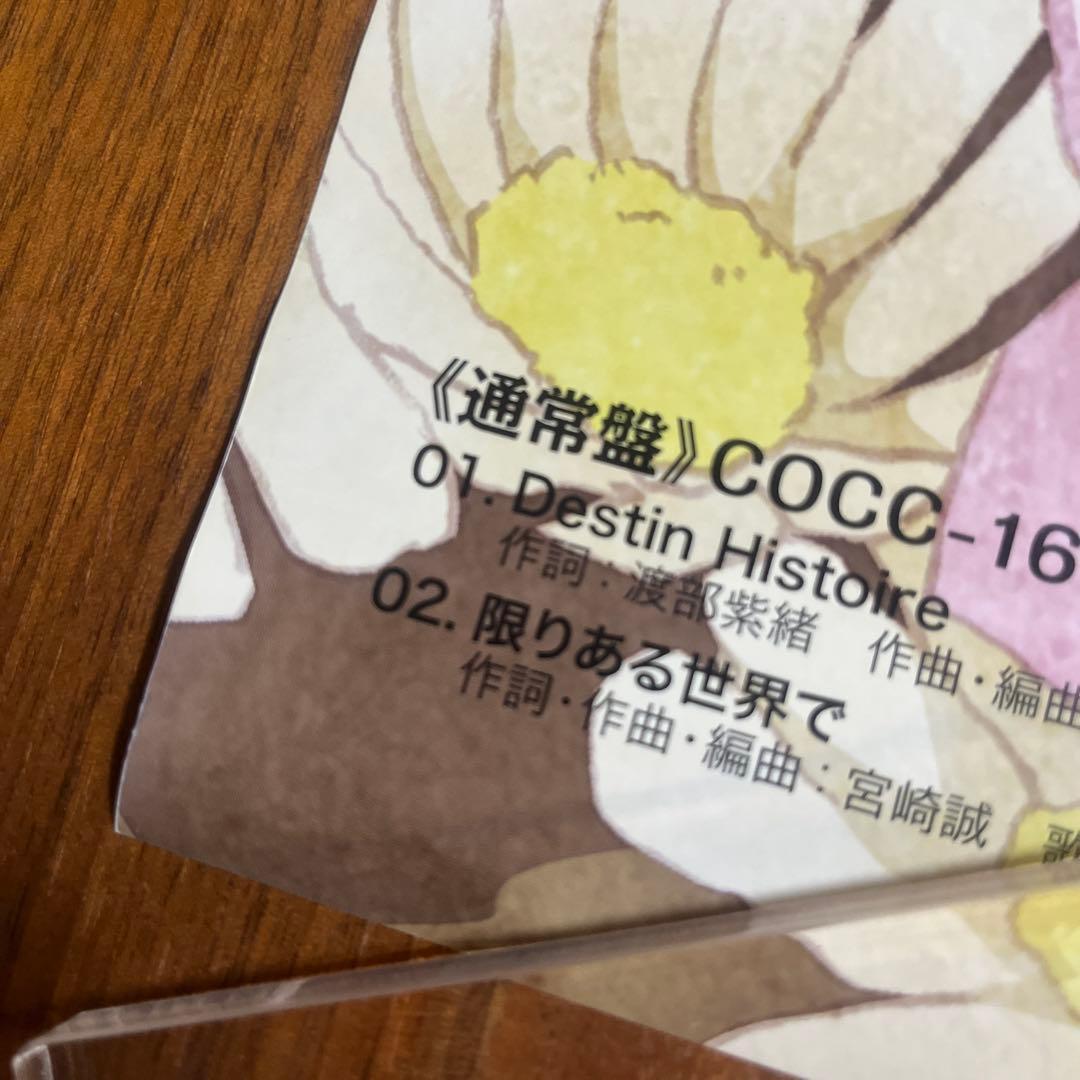 《通常盤》COCC-16
01. Destin Histoire
作詞：渡部紫緒　作曲・編曲
02. 限りある世界で
作詞・作曲・編曲：宮崎誠
歌